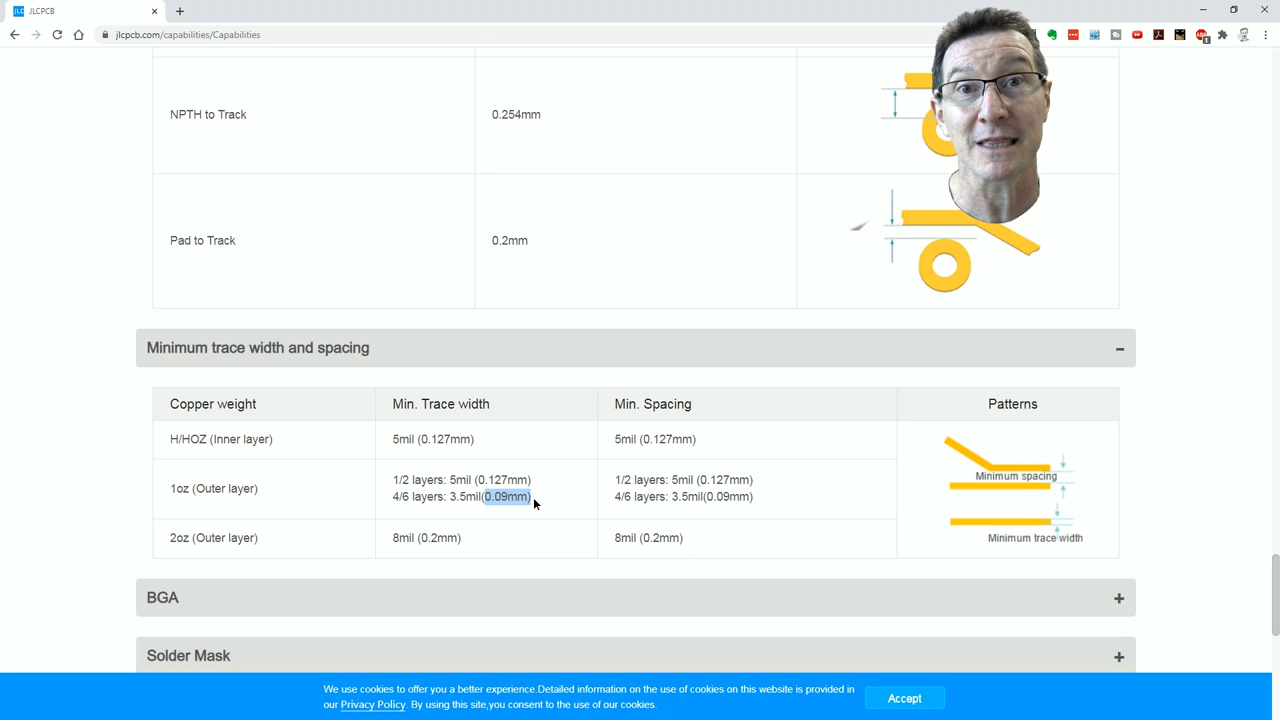 JLC JLCPCB
jlcpcb.com/capabilities/Capabilities
NPTH to Track
0.254mm
Pad to Track
0.2mm
Minimum trace width and spacing
Copper weight
Min. Trace width
Min. Spacing
Patterns
H/HOZ (Inner layer)
5mil (0.127mm)
5mil (0.127mm)
1oz (Outer layer)
1/2 layers: 5mil (0.127mm)
4/6 layers: 3.5mil(0.09mm)
1/2 layers: 5mil (0.127mm)
4/6 layers: 3.5mil(0.09mm)
Minimum spacing
Minimum trace width
2oz (Outer layer)
8mil (0.2mm)
8mil (0.2mm)
BGA
Solder Mask
We use cookies to offer you a better experience.Detailed information on the use of cookies on this website is provided in
our Privacy Policy. By using this site,you consent to the use of our cookies.
Accept